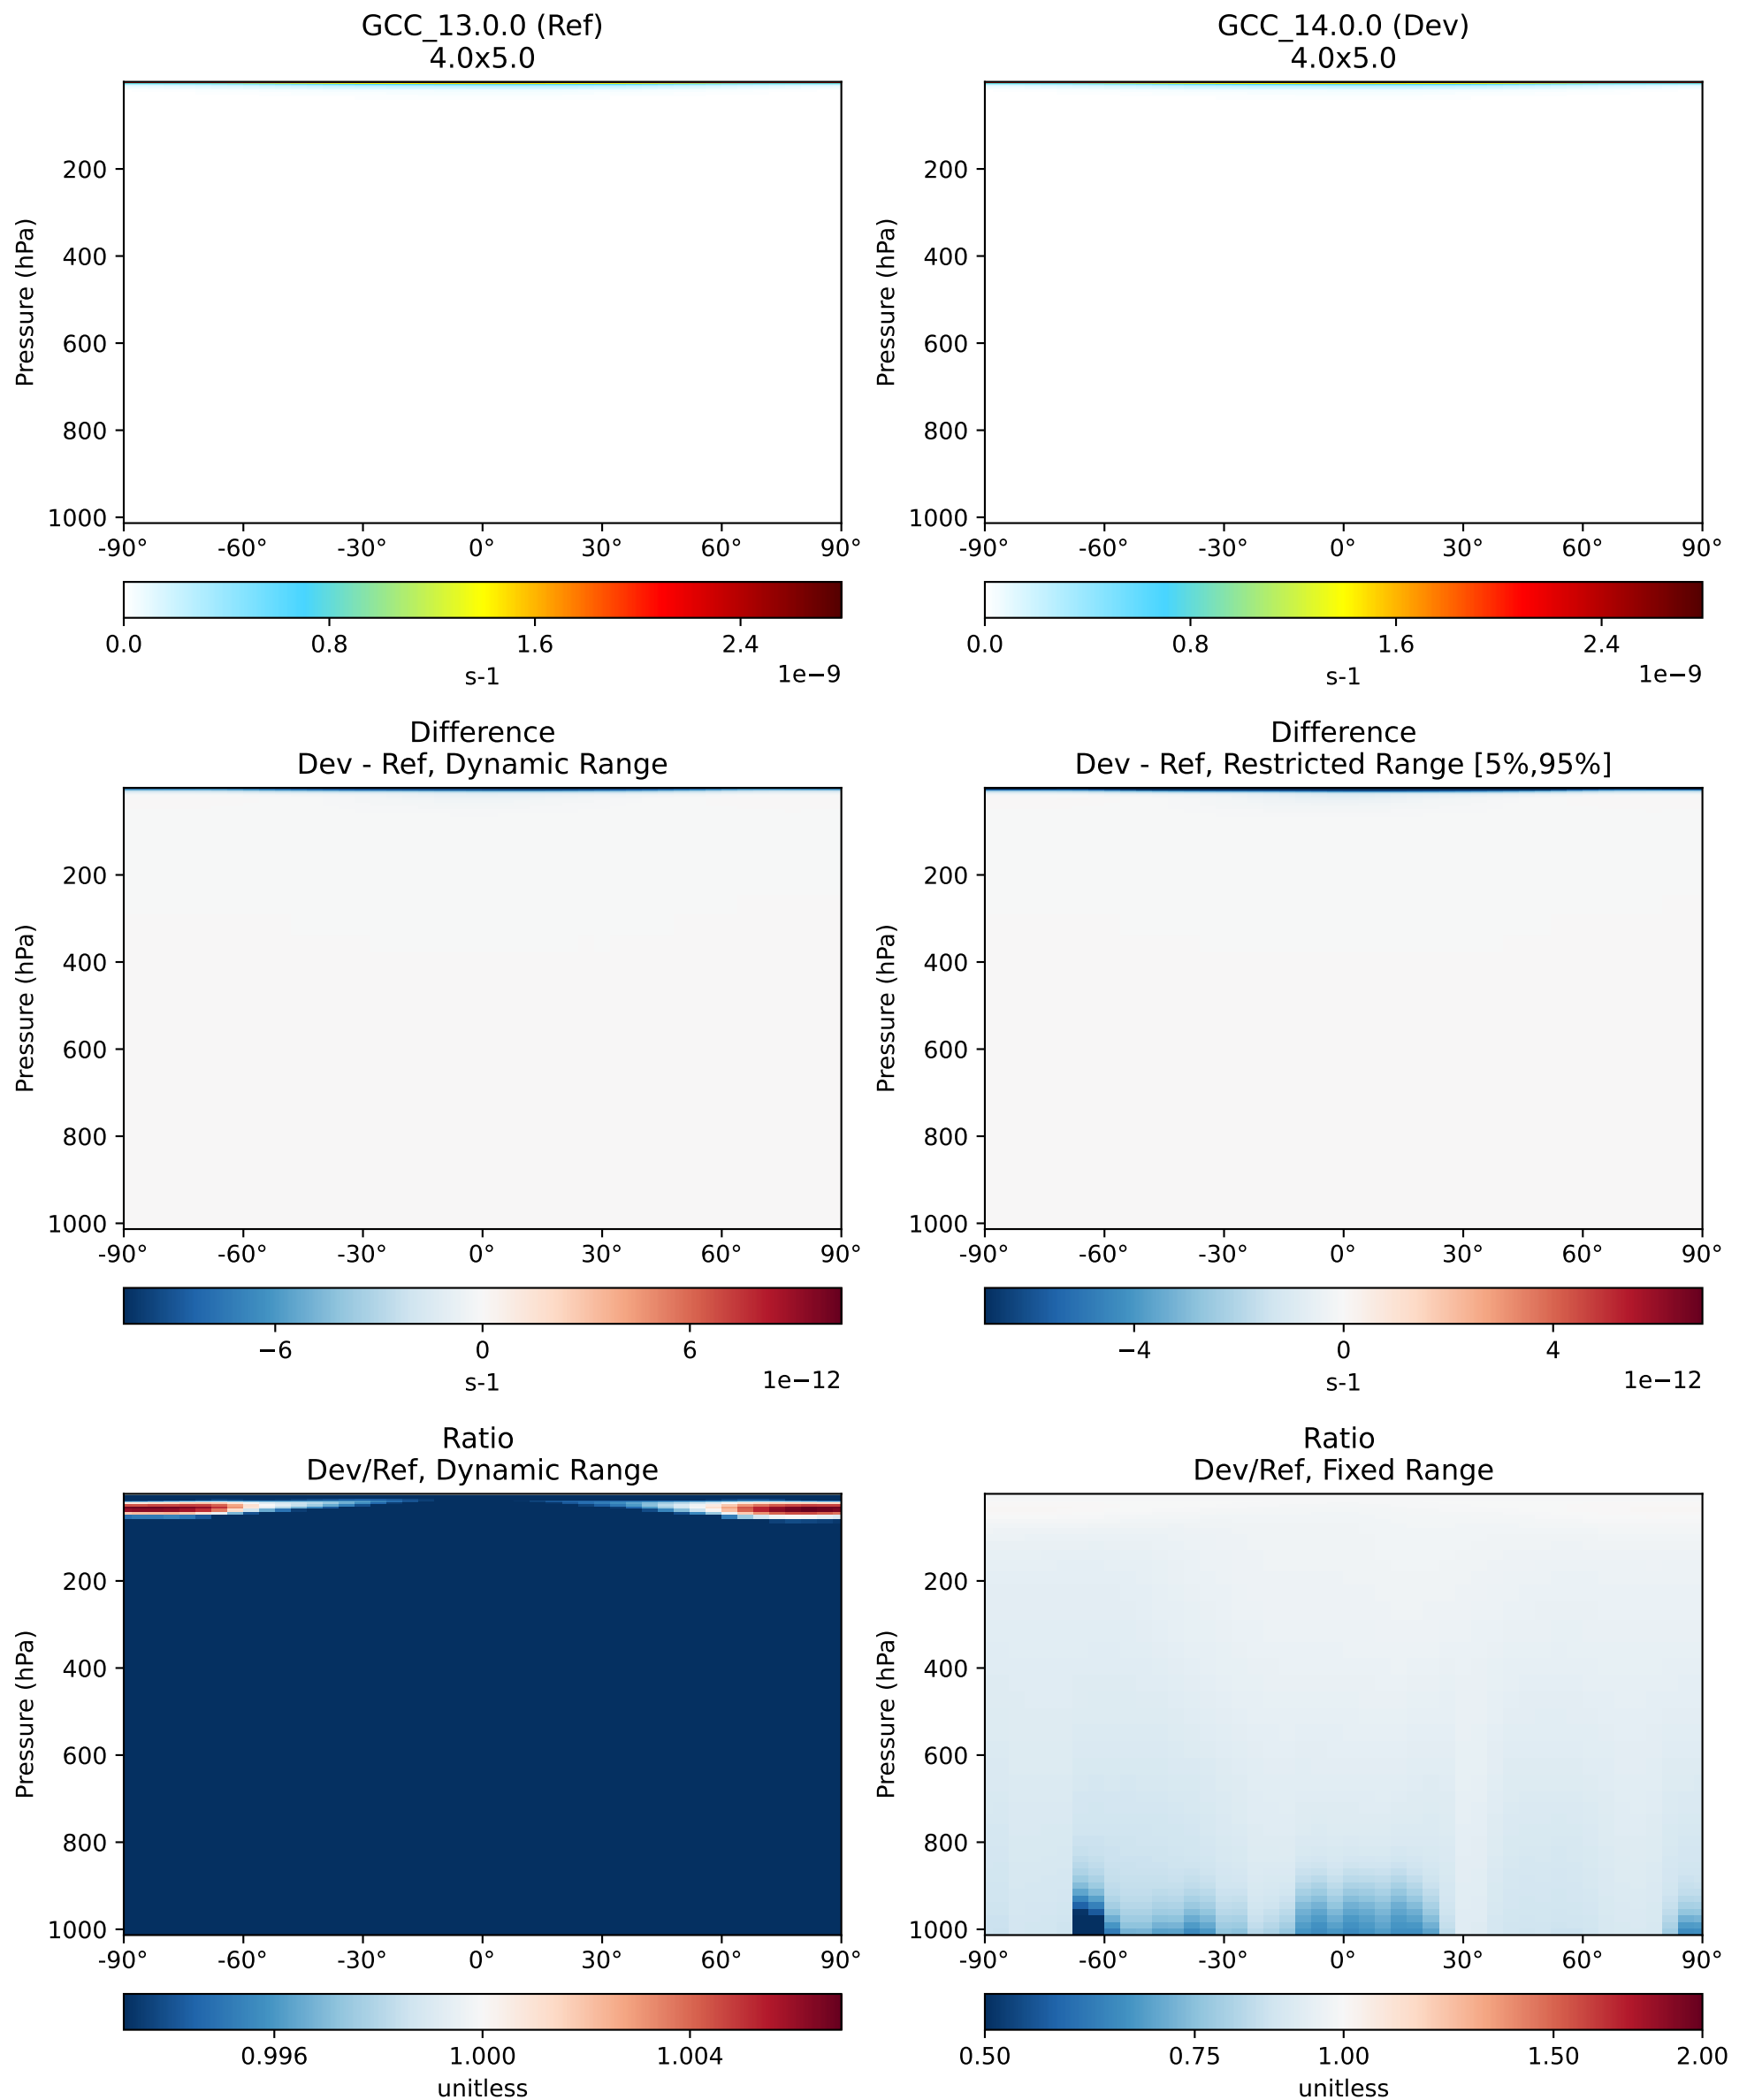 GCC_13.0.0 (Ref)
4.0x5.0
Pressure (hPa)
200
400
600
800
1000
-90° -60° -30° 0° 30° 60° 90°
0.0 0.8 1.6 2.4
s-1 1e−9
GCC_14.0.0 (Dev)
4.0x5.0
Pressure (hPa)
200
400
600
800
1000
-90° -60° -30° 0° 30° 60° 90°
0.0 0.8 1.6 2.4
s-1 1e−9
Difference
Dev - Ref, Dynamic Range
Pressure (hPa)
200
400
600
800
1000
-90° -60° -30° 0° 30° 60° 90°
−6 0 6
s-1 1e−12
Difference
Dev - Ref, Restricted Range [5%,95%]
Pressure (hPa)
200
400
600
800
1000
-90° -60° -30° 0° 30° 60° 90°
−4 0 4
s-1 1e−12
Ratio
Dev/Ref, Dynamic Range
Pressure (hPa)
200
400
600
800
1000
-90° -60° -30° 0° 30° 60° 90°
0.996 1.000 1.004
unitless
Ratio
Dev/Ref, Fixed Range
Pressure (hPa)
200
400
600
800
1000
-90° -60° -30° 0° 30° 60° 90°
0.50 0.75 1.00 1.50 2.00
unitless